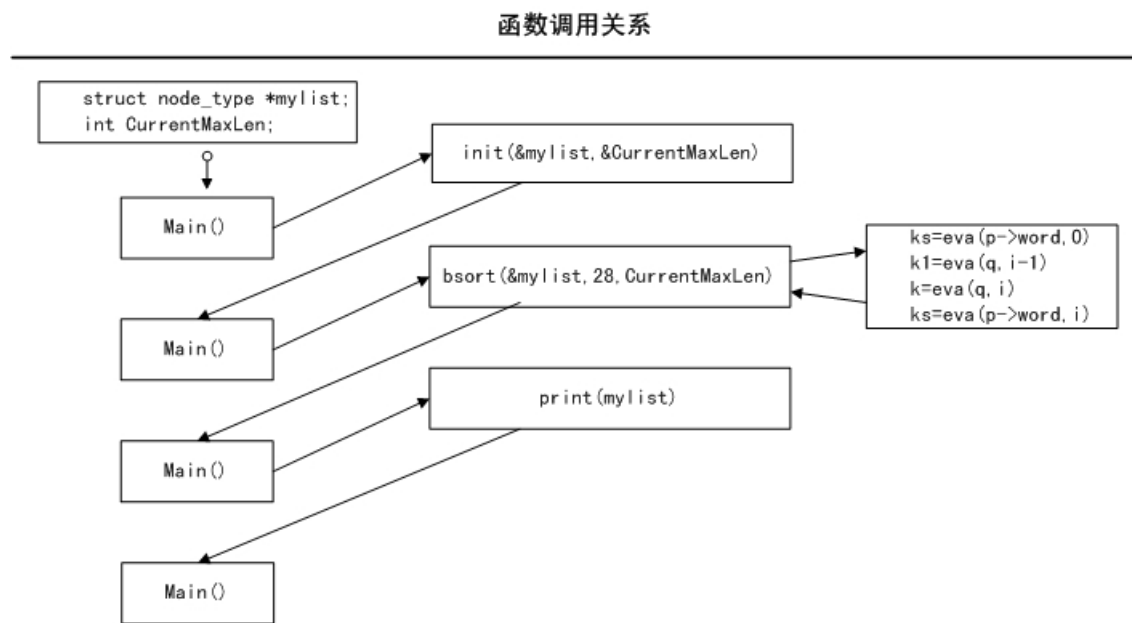 函数调用关系
struct node_type *mylist;
int CurrentMaxLen;
init(&mylist,&CurrentMaxLen)
Main()
ks=eva(p->word,0)
k1=eva(q,i-1)
k=eva(q,i)
ks=eva(p->word,i)
bsort(&mylist,28,CurrentMaxLen)
Main()
print(mylist)
Main()
Main()